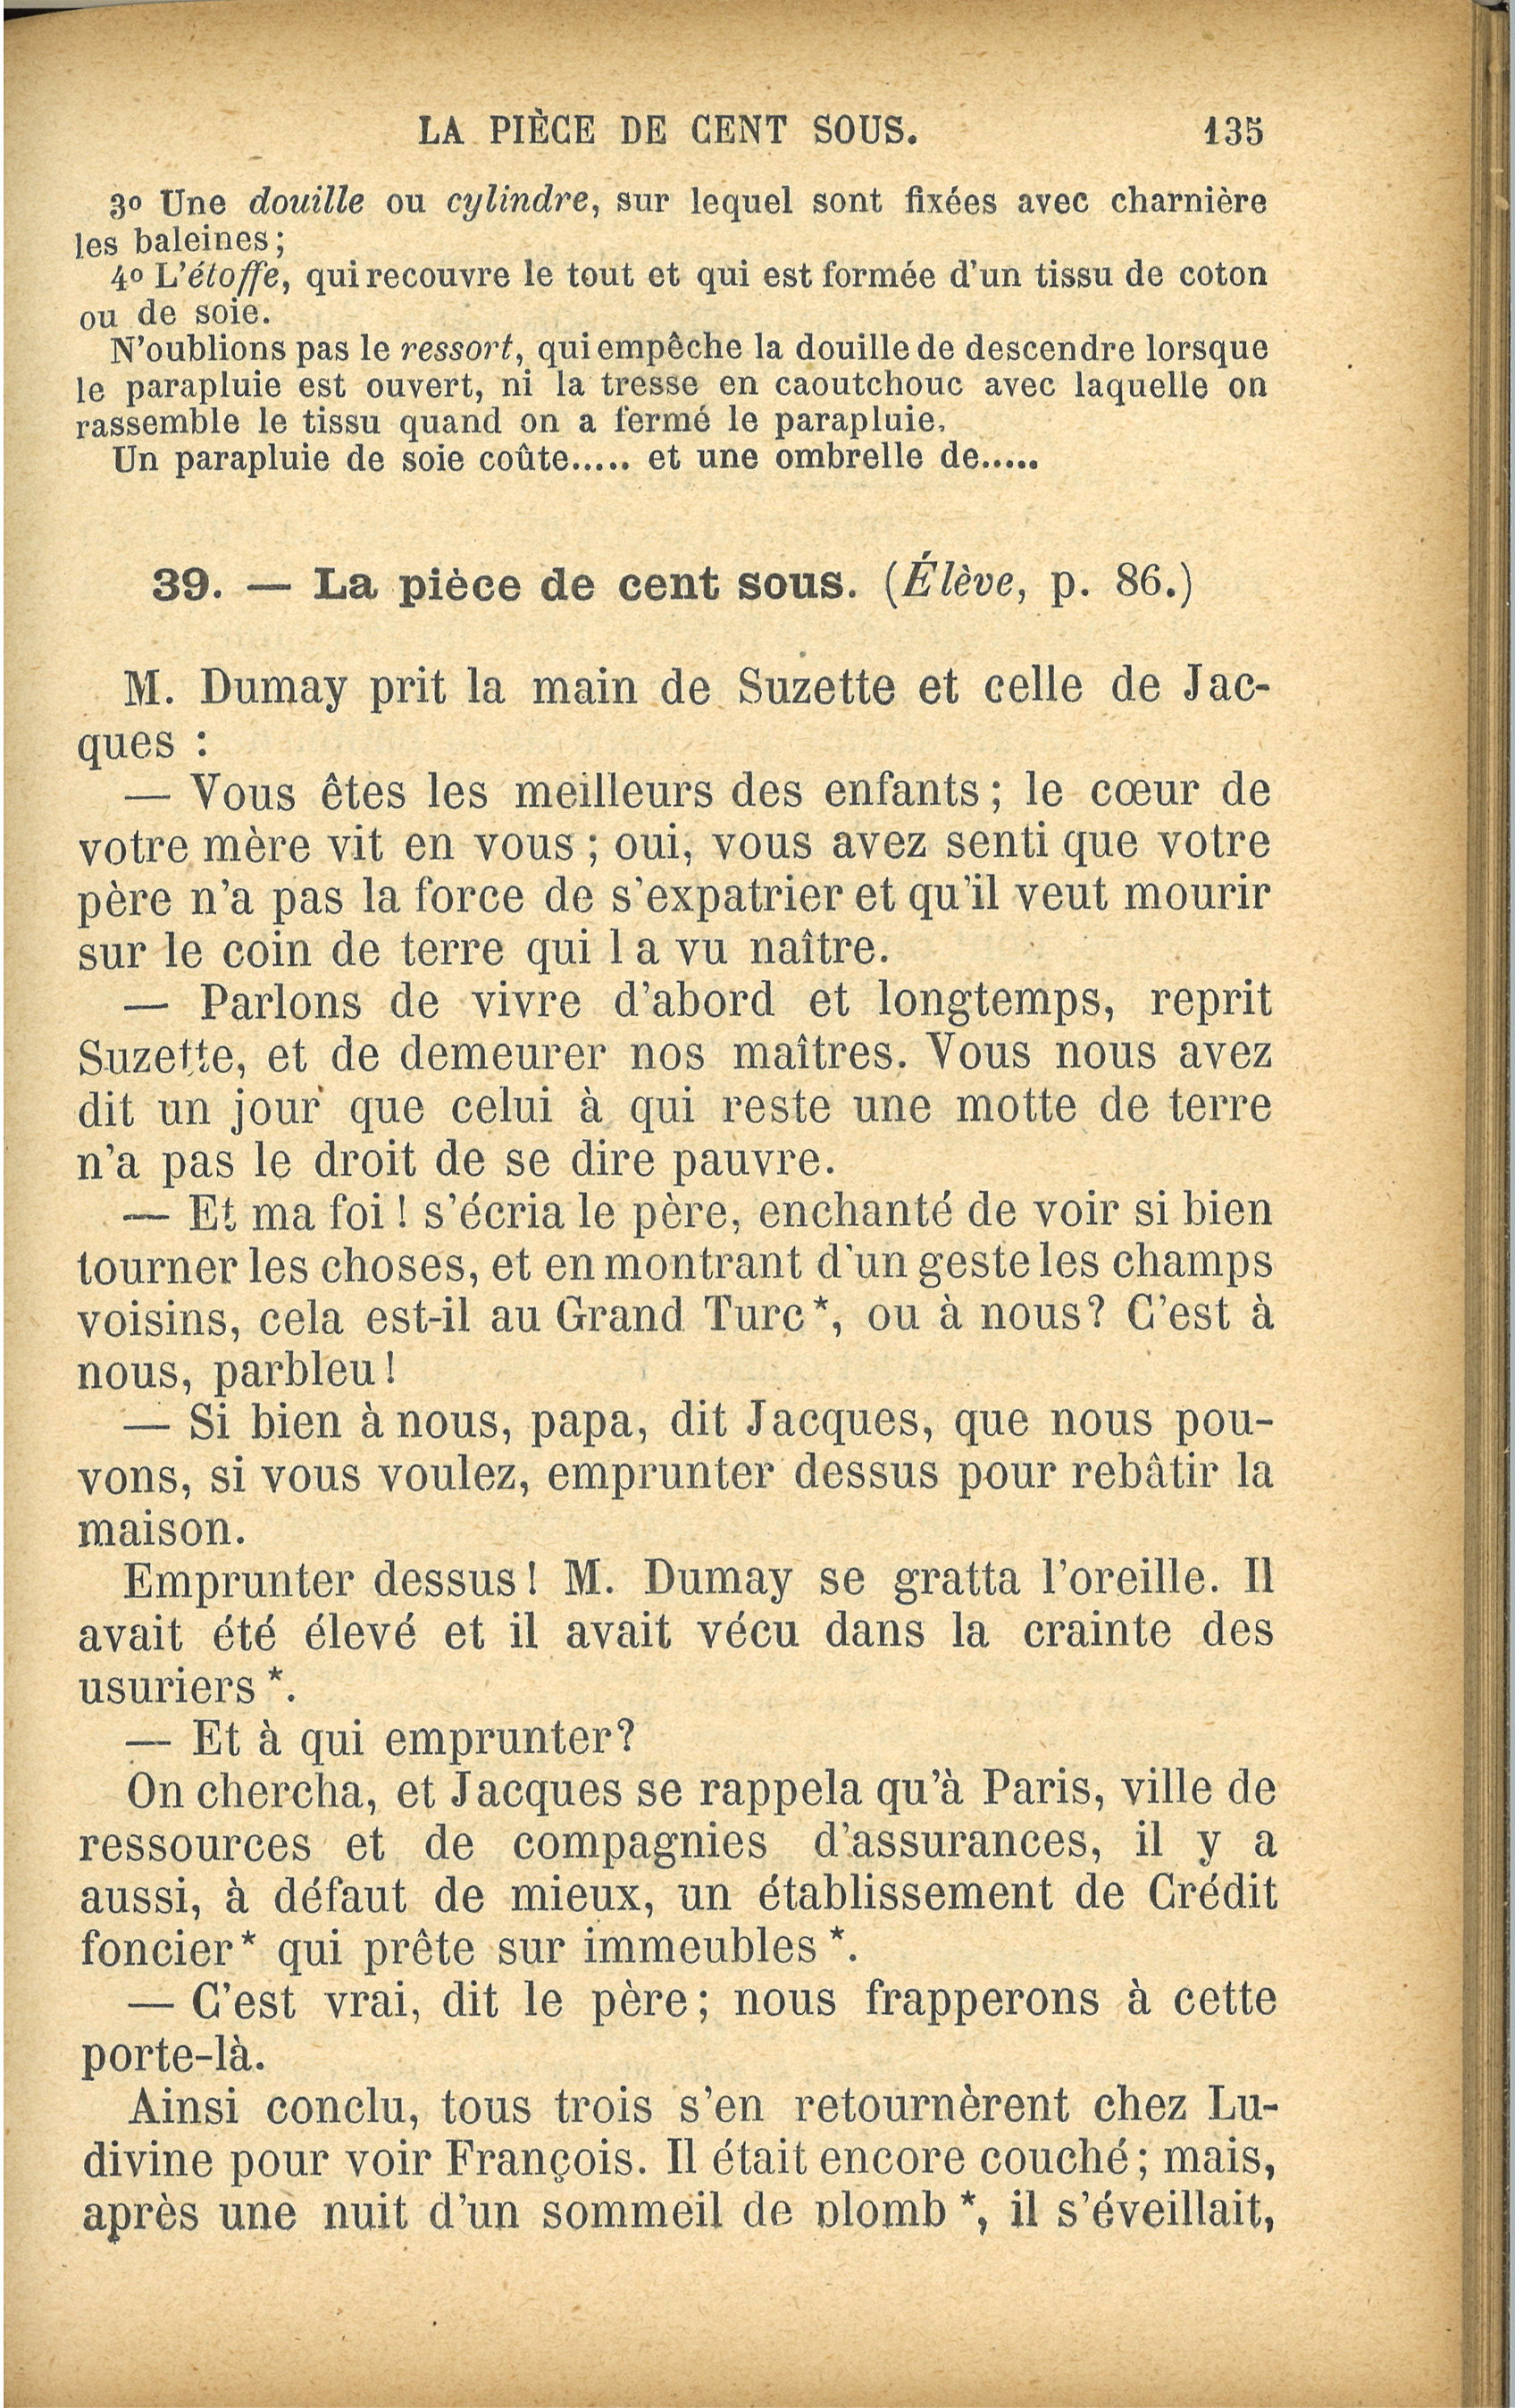 LA PIÈCE DE CENT SOUS. 135
3o Une douille ou cylindre, sur lequel sont fixées avec charnière
les baleines;
4o L'étoffe, qui recouvre le tout et qui est formée d'un tissu de coton
ou de soie.
N'oublions pas le ressort, qui empêche la douille de descendre lorsque
le parapluie est ouvert, ni la tresse en caoutchouc avec laquelle on
rassemble le tissu quand on a fermé le parapluie.
Un parapluie de soie coûte..... et une ombrelle de.....
39. — La pièce de cent sous. (Élève, p. 86.)
M. Dumay prit la main de Suzette et celle de Jac-
ques :
— Vous êtes les meilleurs des enfants; le cœur de
votre mère vit en vous; oui, vous avez senti que votre
père n'a pas la force de s'expatrier et qu'il veut mourir
sur le coin de terre qui l a vu naître.
— Parlons de vivre d'abord et longtemps, reprit
Suzette, et de demeurer nos maîtres. Vous nous avez
dit un jour que celui à qui reste une motte de terre
n'a pas le droit de se dire pauvre.
— Et ma foi! s'écria le père, enchanté de voir si bien
tourner les choses, et en montrant d'un geste les champs
voisins, cela est-il au Grand Turc*, ou à nous? C'est à
nous, parbleu!
— Si bien à nous, papa, dit Jacques, que nous pou-
vons, si vous voulez, emprunter dessus pour rebâtir la
maison.
Emprunter dessus! M. Dumay se gratta l'oreille. Il
avait été élevé et il avait vécu dans la crainte des
usuriers*.
— Et à qui emprunter?
On chercha, et Jacques se rappela qu'à Paris, ville de
ressources et de compagnies d'assurances, il y a
aussi, à défaut de mieux, un établissement de Crédit
foncier* qui prête sur immeubles*.
— C'est vrai, dit le père; nous frapperons à cette
porte-là.
Ainsi conclu, tous trois s'en retournèrent chez Lu-
divine pour voir François. Il était encore couché; mais,
après une nuit d'un sommeil de plomb*, il s'éveillait,